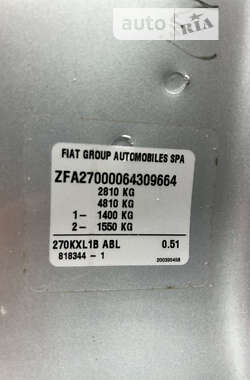 auto RIA
FIAT GROUP AUTOMOBILES SPA
ZFA27000064309664
2810 KG
4810 KG
1- 1400 KG
2- 1550 KG
270KXL1B ABL 0.51
818344 - 1